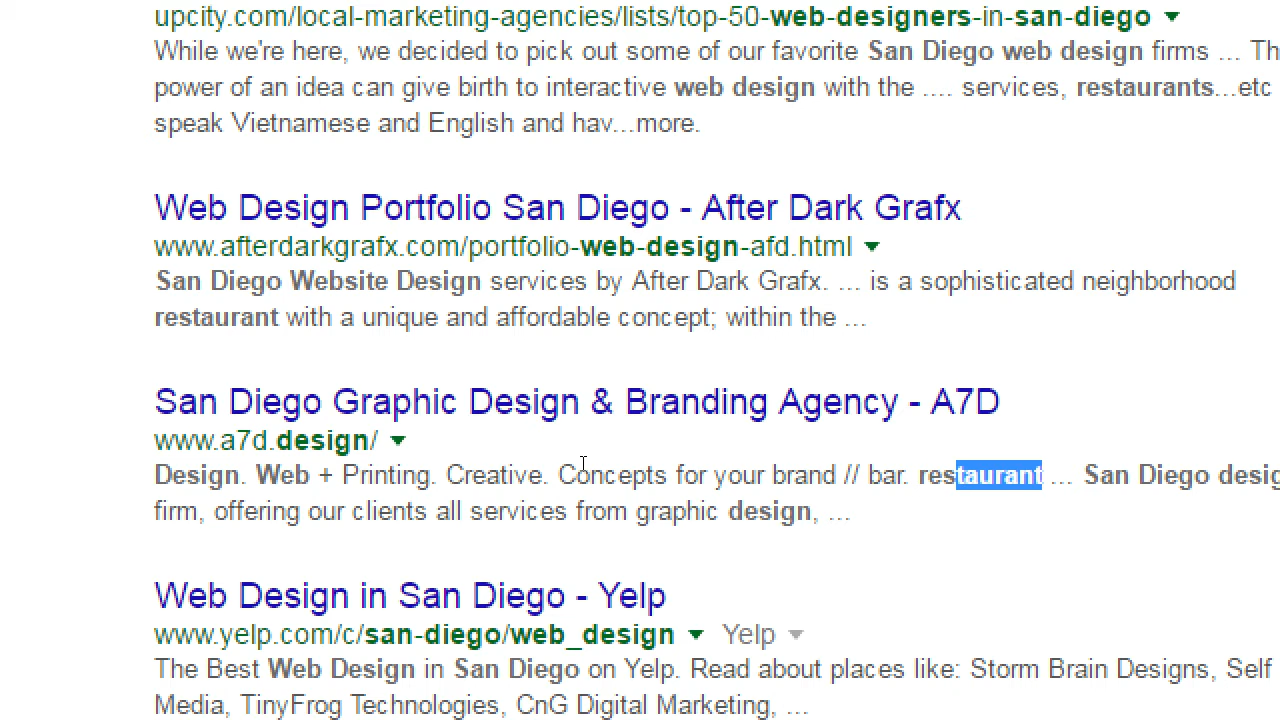 upcity.com/local-marketing-agencies/lists/top-50-web-designers-in-san-diego
While we're here, we decided to pick out some of our favorite San Diego web design firms ... Th
power of an idea can give birth to interactive web design with the .... services, restaurants...etc
speak Vietnamese and English and hav...more.
Web Design Portfolio San Diego - After Dark Grafx
www.afterdarkgrafx.com/portfolio-web-design-afd.html
San Diego Website Design services by After Dark Grafx. ... is a sophisticated neighborhood
restaurant with a unique and affordable concept; within the ...
San Diego Graphic Design & Branding Agency - A7D
www.a7d.design/
Design. Web + Printing. Creative. Concepts for your brand // bar. restaurant ... San Diego desig
firm, offering our clients all services from graphic design, ...
Web Design in San Diego - Yelp
www.yelp.com/c/san-diego/web_design Yelp
The Best Web Design in San Diego on Yelp. Read about places like: Storm Brain Designs, Self
Media, TinyFrog Technologies, CnG Digital Marketing, ...